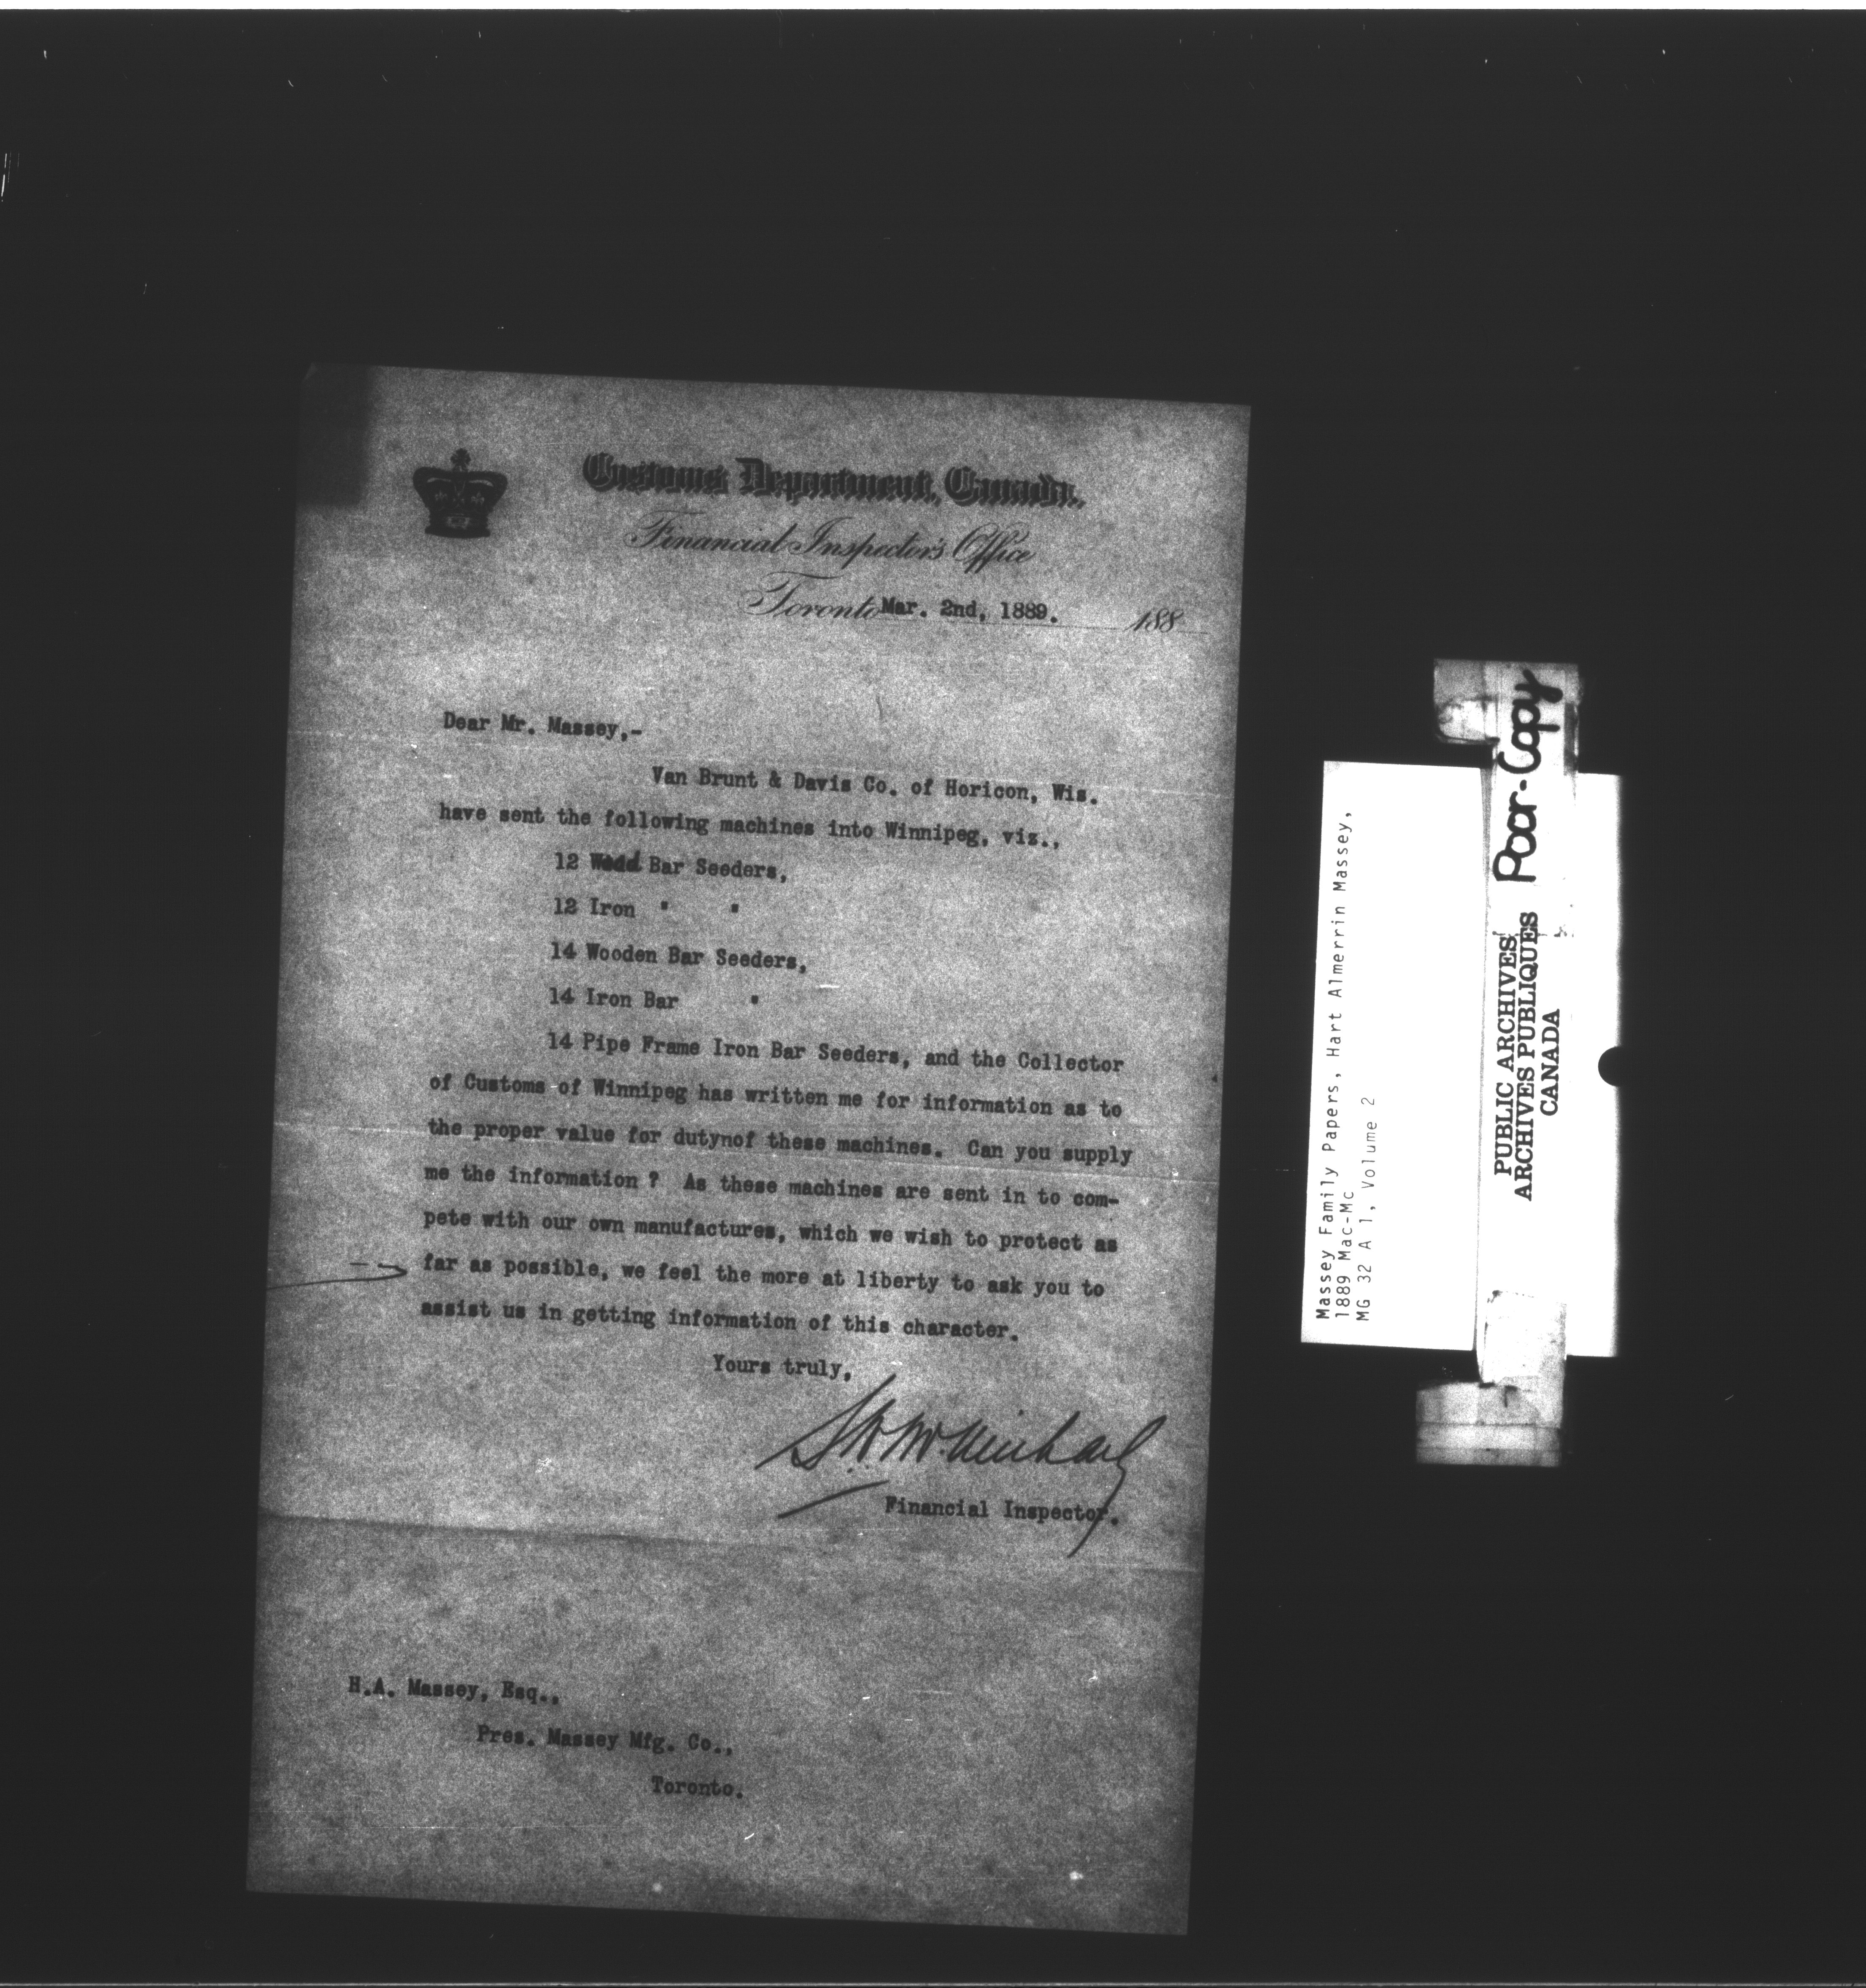 Customs Department, Canada.
Financial Inspector's Office
Toronto Mar. 2nd, 1889. 188
Dear Mr. Massey,-
Van Brunt & Davis Co. of Horicon, Wis.
have sent the following machines into Winnipeg, viz.,
12 Wood Bar Seeders,
12 Iron " "
14 Wooden Bar Seeders,
14 Iron Bar "
14 Pipe Frame Iron Bar Seeders, and the Collector
of Customs of Winnipeg has written me for information as to
the proper value for dutynof these machines. Can you supply
me the information ? As these machines are sent in to com-
pete with our own manufactures, which we wish to protect as
far as possible, we feel the more at liberty to ask you to
assist us in getting information of this character.
Yours truly,
Financial Inspector.
H.A. Massey, Esq.,
Pres. Massey Mfg. Co.,
Toronto.
Massey Family Papers, Hart Almerrin Massey,
1889 Mac-Mc
MG 32 A 1, Volume 2
PUBLIC ARCHIVES
ARCHIVES PUBLIQUES
CANADA
Poor-Copy